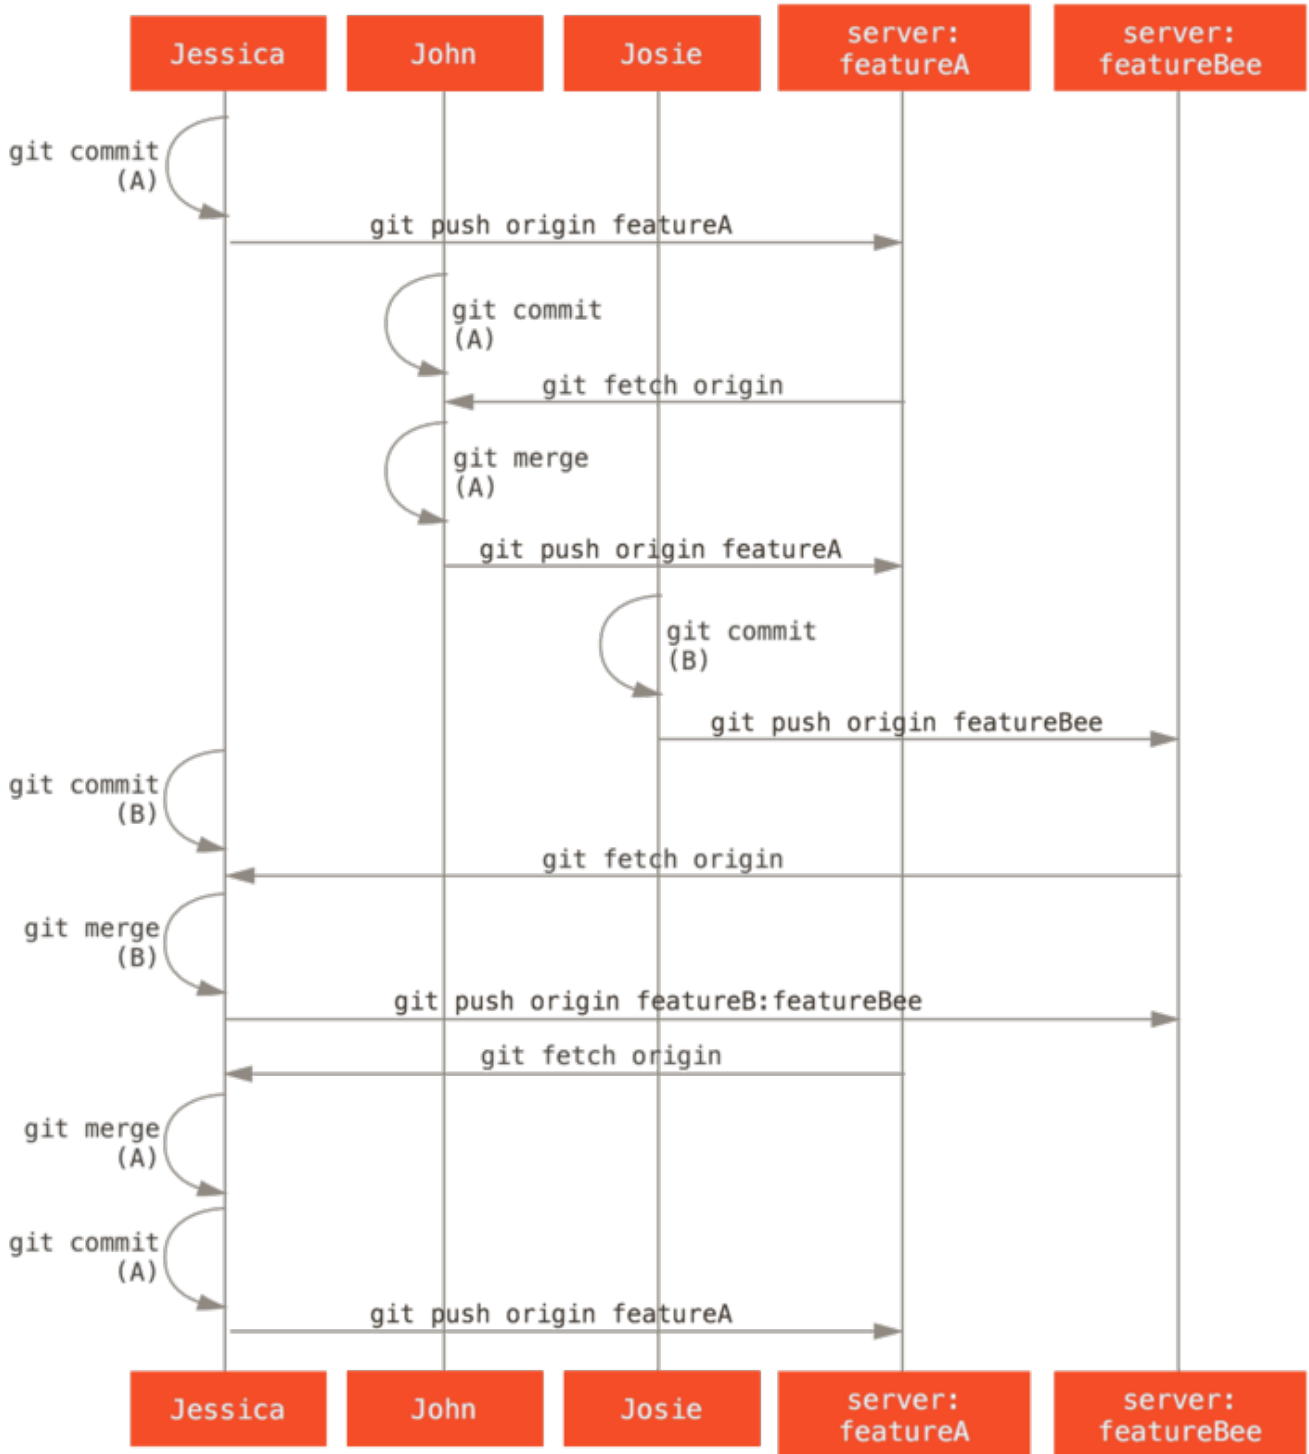 Jessica
John
Josie
server:
featureA
server:
featureBee
git commit
(A)
git push origin featureA
git commit
(A)
git fetch origin
git merge
(A)
git push origin featureA
git commit
(B)
git push origin featureBee
git commit
(B)
git fetch origin
git merge
(B)
git push origin featureB:featureBee
git fetch origin
git merge
(A)
git commit
(A)
git push origin featureA
Jessica
John
Josie
server:
featureA
server:
featureBee